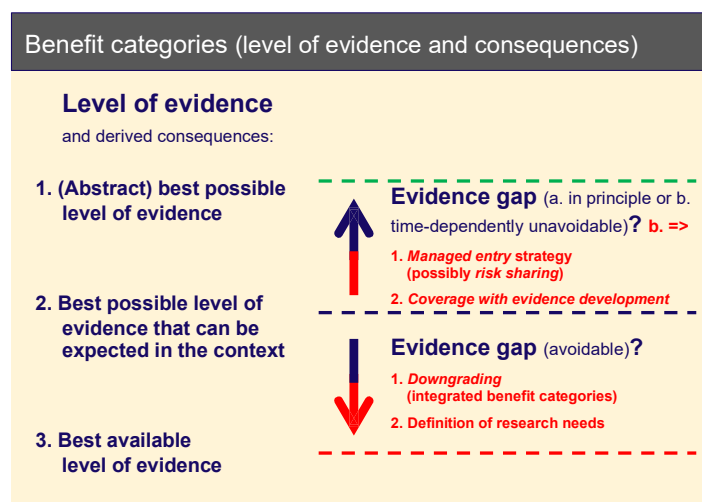 Benefit categories (level of evidence and consequences)
Level of evidence
and derived consequences:
1. (Abstract) best possible
level of evidence
Evidence gap (a. in principle or b.
time-dependently unavoidable)? b. =>
1. Managed entry strategy
(possibly risk sharing)
2. Coverage with evidence development
2. Best possible level of
evidence that can be
expected in the context
Evidence gap (avoidable)?
1. Downgrading
(integrated benefit categories)
2. Definition of research needs
3. Best available
level of evidence